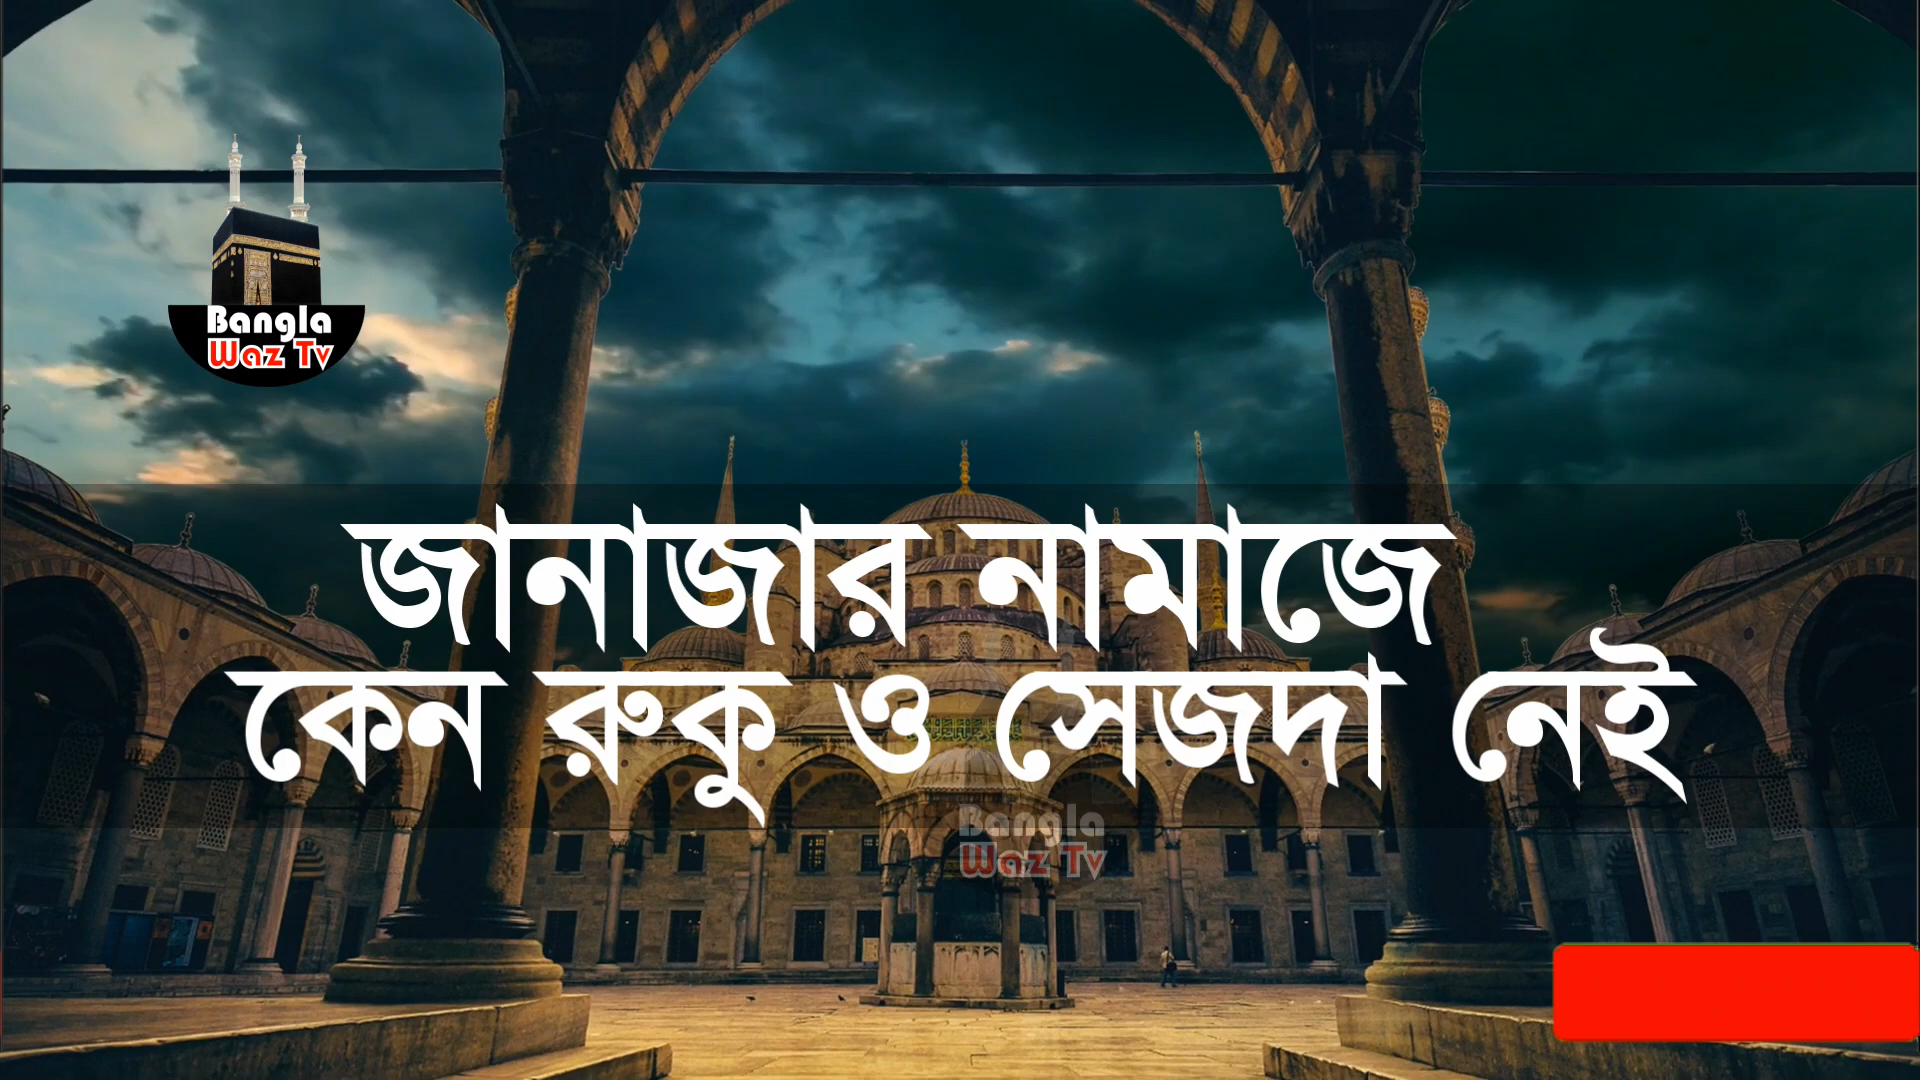 Bangla
Waz Tv
জানাজার নামাজে
কেন রুকু ও সেজদা নেই
Bangla
Waz Tv